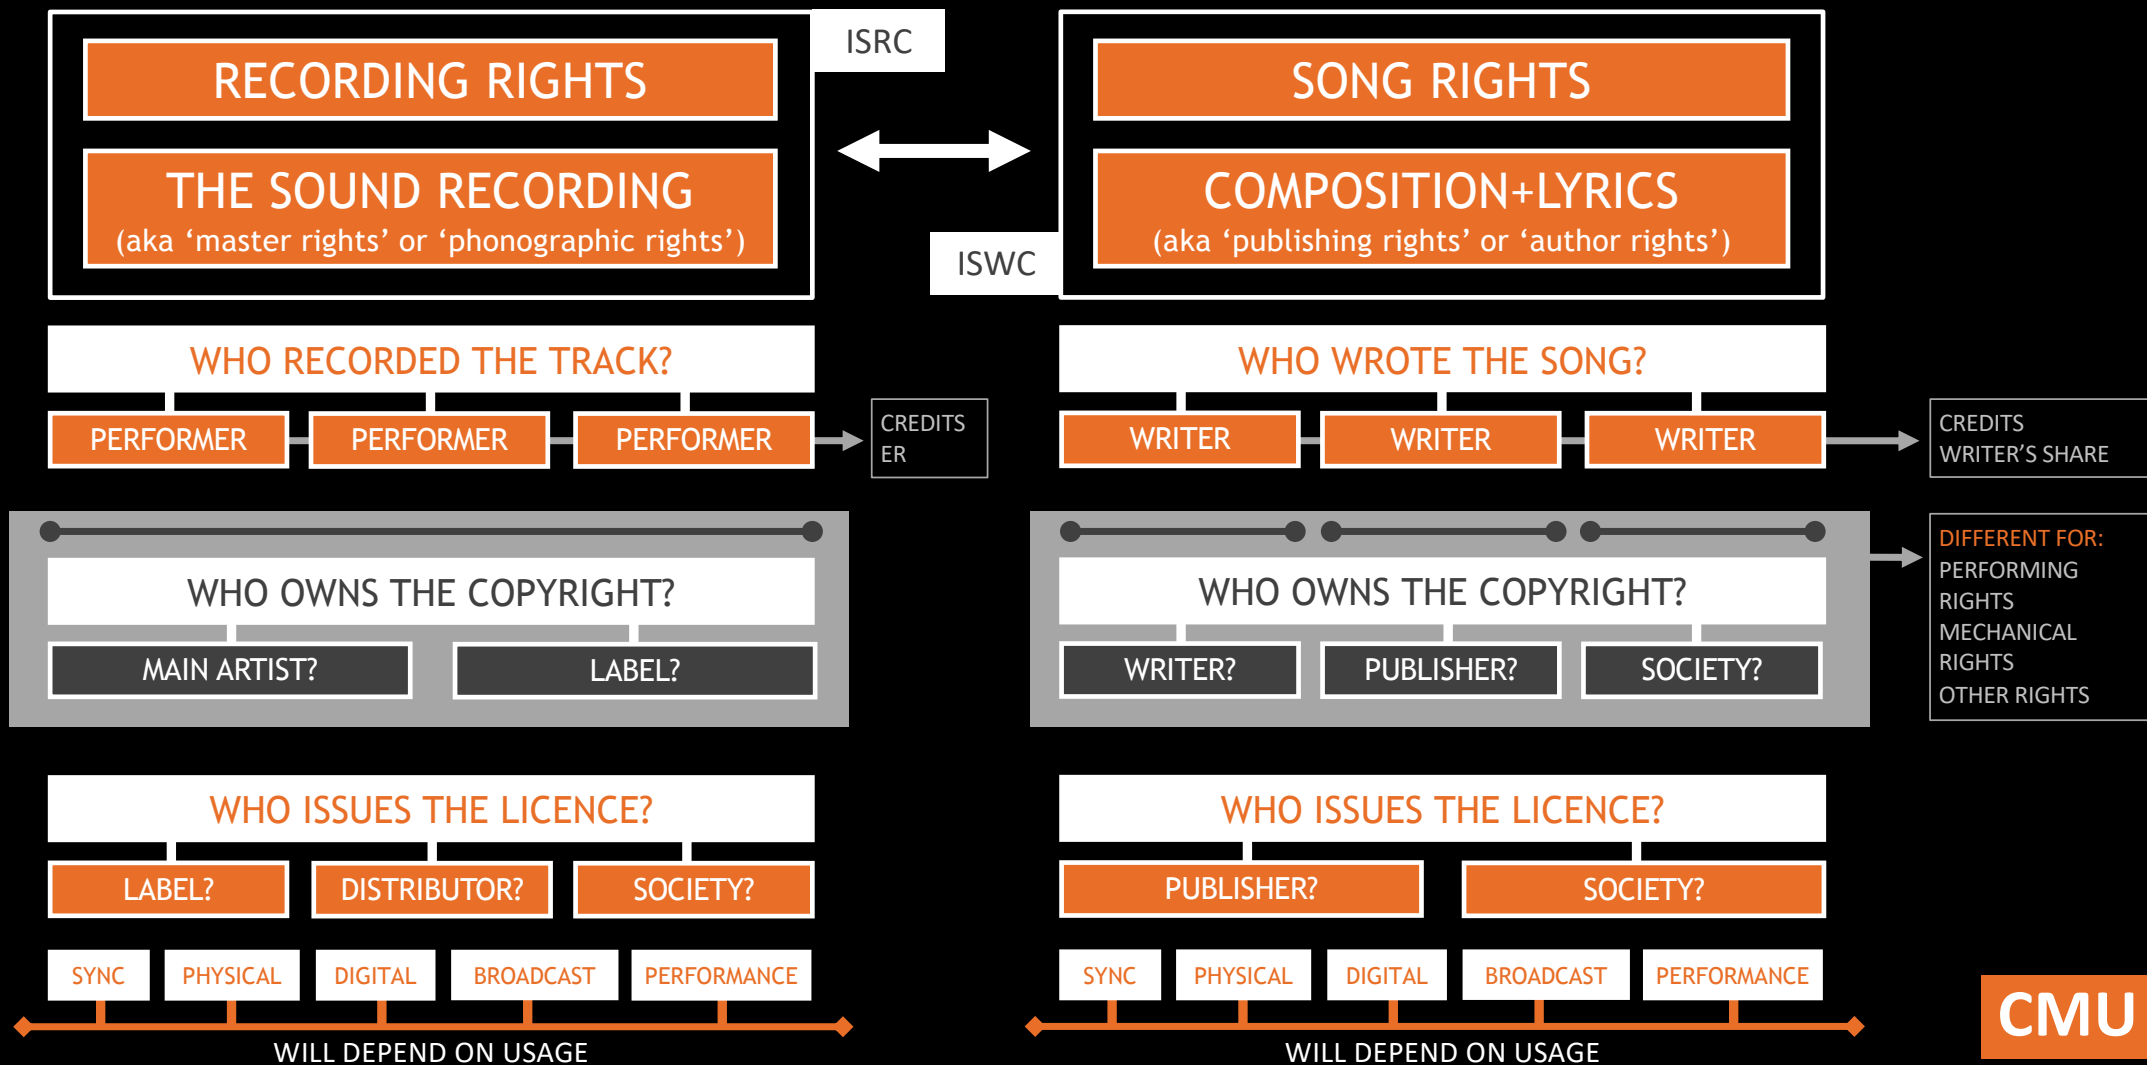 RECORDING RIGHTS
THE SOUND RECORDING
(aka ‘master rights’ or ‘phonographic rights’)
ISRC
WHO RECORDED THE TRACK?
PERFORMER
PERFORMER
PERFORMER
CREDITS
ER
WHO OWNS THE COPYRIGHT?
MAIN ARTIST?
LABEL?
WHO ISSUES THE LICENCE?
LABEL?
DISTRIBUTOR?
SOCIETY?
SYNC
PHYSICAL
DIGITAL
BROADCAST
PERFORMANCE
WILL DEPEND ON USAGE
SONG RIGHTS
COMPOSITION+LYRICS
(aka ‘publishing rights’ or ‘author rights’)
ISWC
WHO WROTE THE SONG?
WRITER
WRITER
WRITER
CREDITS
WRITER’S SHARE
WHO OWNS THE COPYRIGHT?
WRITER?
PUBLISHER?
SOCIETY?
DIFFERENT FOR:
PERFORMING
RIGHTS
MECHANICAL
RIGHTS
OTHER RIGHTS
WHO ISSUES THE LICENCE?
PUBLISHER?
SOCIETY?
SYNC
PHYSICAL
DIGITAL
BROADCAST
PERFORMANCE
WILL DEPEND ON USAGE
CMU